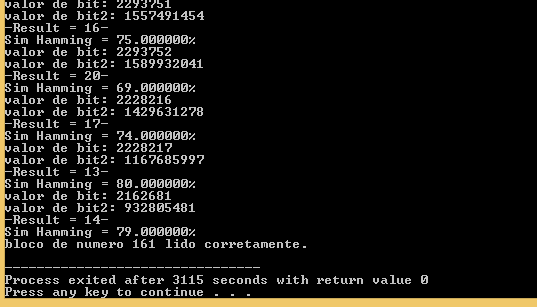 valor de bit: 2293751
valor de bit2: 1557491454
-Result = 16-
Sim Hamming = 75.000000%
valor de bit: 2293752
valor de bit2: 1589932041
-Result = 20-
Sim Hamming = 69.000000%
valor de bit: 2228216
valor de bit2: 1429631278
-Result = 17-
Sim Hamming = 74.000000%
valor de bit: 2228217
valor de bit2: 1167685997
-Result = 13-
Sim Hamming = 80.000000%
valor de bit: 2162681
valor de bit2: 932805481
-Result = 14-
Sim Hamming = 79.000000%
bloco de numero 161 lido corretamente.
--------------------------------
Process exited after 3115 seconds with return value 0
Press any key to continue . . .